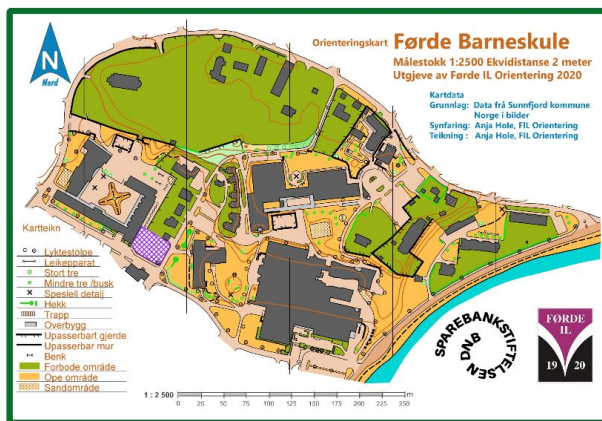 Nord
Orienteringskart Førde Barneskule
Målestokk 1:2500 Ekvidistanse 2 meter
Utgjeve av Førde IL Orientering 2020
Kartdata
Grunnlag: Data frå Sunnfjord kommune
Norge i bilder
Synfaring: Anja Hole, FIL Orientering
Teikning : Anja Hole, FIL Orientering
Kartteikn
Lyktestolpe
Leikepparat
Stort tre
Mindre tre /busk
Spesiell detalj
Hekk
Trapp
Overbygg
Upasserbart gjerde
Upasserbar mur
Benk
Forbode område
Ope område
Sandområde
1 : 2 500
0 25 50 75 100 125 150 175 200 225 250 m
SPAREBANKSTIFTELSEN
DNB
FØRDE
IL
19 20